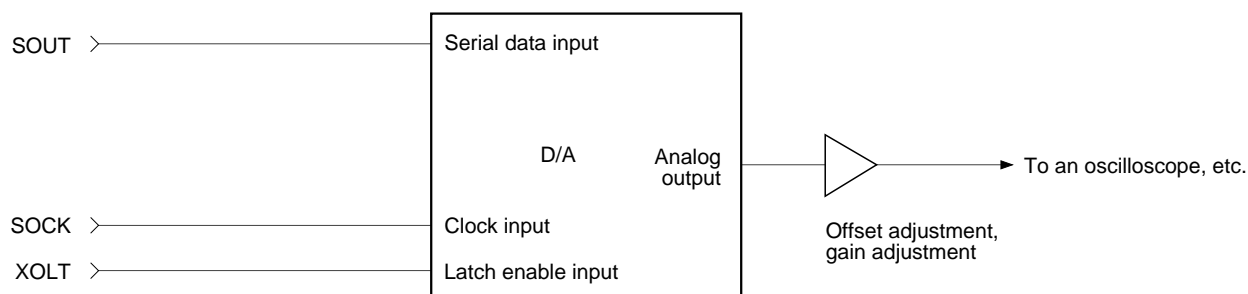 SOUT
Serial data input
D/A
Analog
output
To an oscilloscope, etc.
SOCK
Clock input
Offset adjustment,
gain adjustment
XOLT
Latch enable input